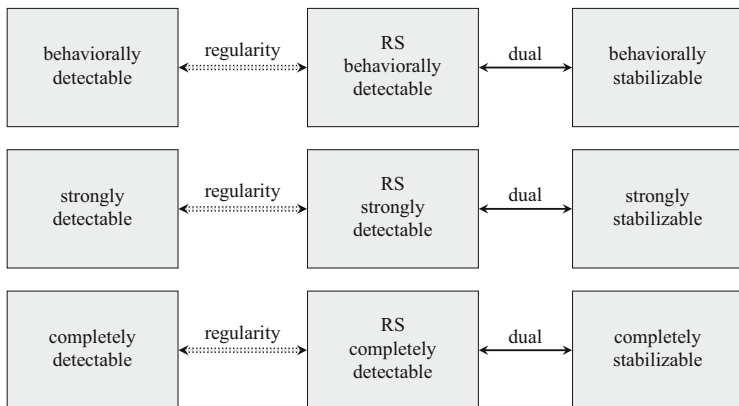 behaviorally
detectable
regularity
RS
behaviorally
detectable
dual
behaviorally
stabilizable
strongly
detectable
regularity
RS
strongly
detectable
dual
strongly
stabilizable
completely
detectable
regularity
RS
completely
detectable
dual
completely
stabilizable